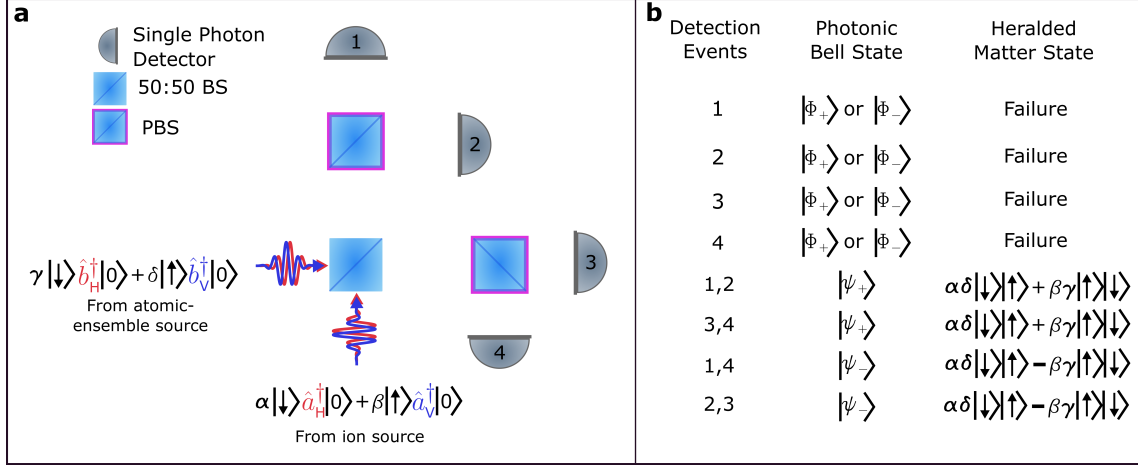 a
Single Photon
Detector
50:50 BS
PBS
1
2
3
4
γ|↓⟩b̂†H|0⟩+δ|↑⟩b̂†V|0⟩
From atomic-
ensemble source
α|↓⟩â†H|0⟩+β|↑⟩â†V|0⟩
From ion source
b
Detection Events Photonic Bell State Heralded Matter State
1 |Φ+⟩ or |Φ−⟩ Failure
2 |Φ+⟩ or |Φ−⟩ Failure
3 |Φ+⟩ or |Φ−⟩ Failure
4 |Φ+⟩ or |Φ−⟩ Failure
1,2 |ψ+⟩ αδ|↓⟩|↑⟩+βγ|↑⟩|↓⟩
3,4 |ψ+⟩ αδ|↓⟩|↑⟩+βγ|↑⟩|↓⟩
1,4 |ψ−⟩ αδ|↓⟩|↑⟩−βγ|↑⟩|↓⟩
2,3 |ψ−⟩ αδ|↓⟩|↑⟩−βγ|↑⟩|↓⟩